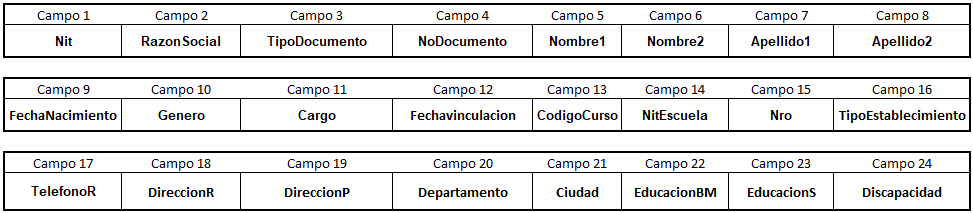 Campo 1 Campo 2 Campo 3 Campo 4 Campo 5 Campo 6 Campo 7 Campo 8
Nit RazonSocial TipoDocumento NoDocumento Nombre1 Nombre2 Apellido1 Apellido2
Campo 9 Campo 10 Campo 11 Campo 12 Campo 13 Campo 14 Campo 15 Campo 16
FechaNacimiento Genero Cargo Fechavinculacion CodigoCurso NitEscuela Nro TipoEstablecimiento
Campo 17 Campo 18 Campo 19 Campo 20 Campo 21 Campo 22 Campo 23 Campo 24
TelefonoR DireccionR DireccionP Departamento Ciudad EducacionBM EducacionS Discapacidad